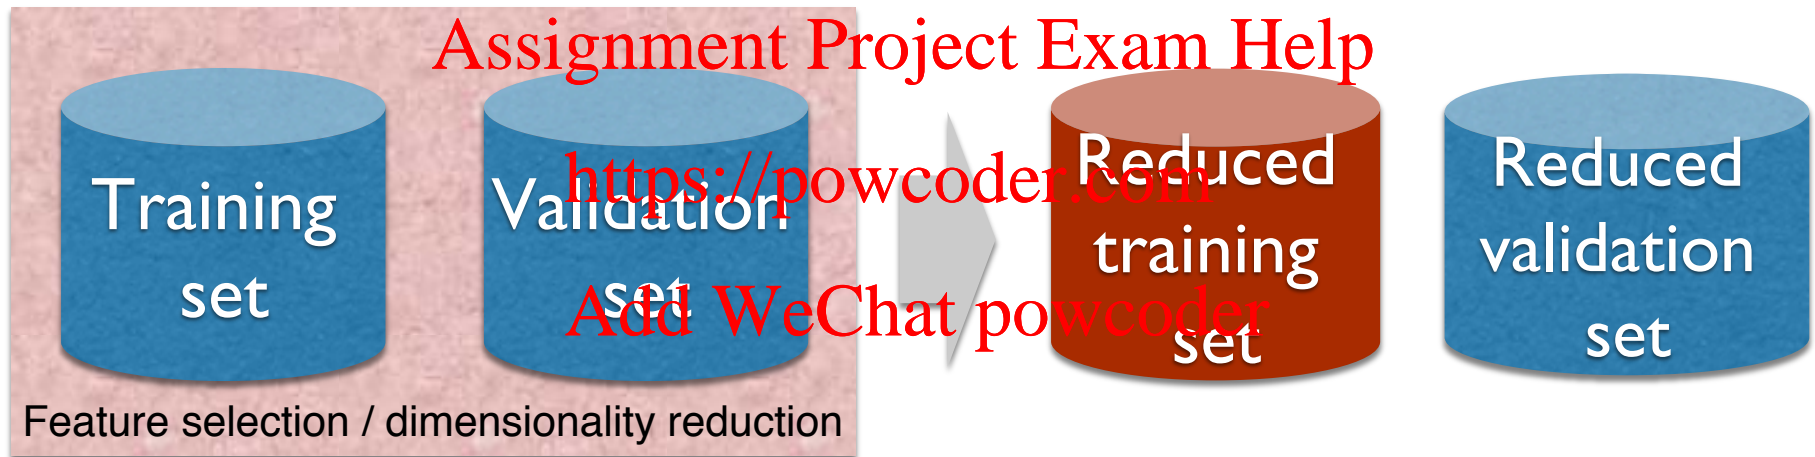 Assignment Project Exam Help
Training
set
Validation
set
https://powcoder.com
Add WeChat powcoder
Reduced
training
set
Reduced
validation
set
Feature selection / dimensionality reduction